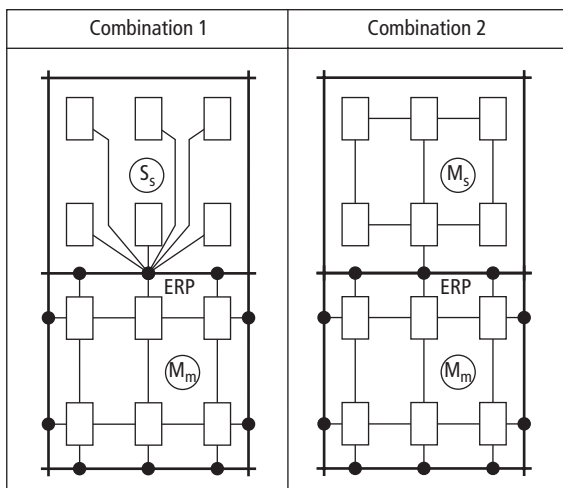 Combination 1
Combination 2
Sₛ
Mₛ
ERP
ERP
Mₘ
Mₘ